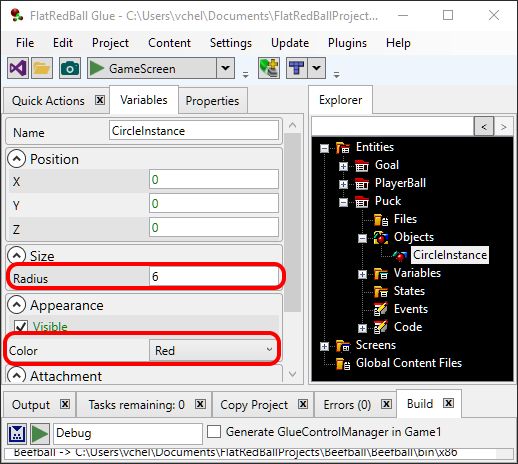 FlatRedBall Glue - C:\Users\vchel\Documents\FlatRedBallProject...
File Project Content Settings Update Plugins Help
GameScreen
Quick Actions Variables Properties
Explorer
Name CircleInstance
< >
Position
X 0
Y 0
Z 0
Size
Radius 6
Appearance
Visible
Color Red
Attachment
Entities
Goal
PlayerBall
Puck
Files
Objects
CircleInstance
Variables
States
Events
Code
Screens
Global Content Files
Output Tasks remaining: 0 Copy Project Errors (0) Build
Debug Generate GlueControlManager in Game1
Beefball -> C:\Users\vchel\Documents\FlatRedBallProjects\Beefball\Beefball\bin\x86